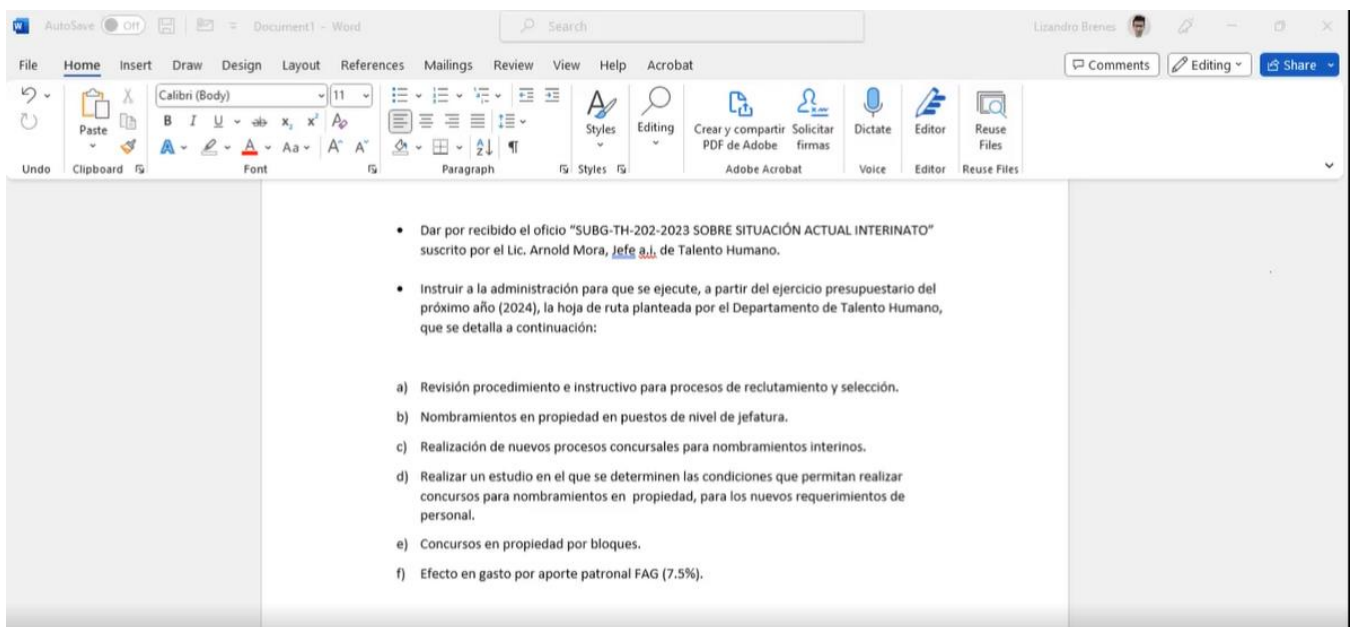 AutoSave Off Document1 - Word Search Lizandro Brenes
File Home Insert Draw Design Layout References Mailings Review View Help Acrobat Comments Editing Share
Calibri (Body) 11
Paste Styles Editing Crear y compartir PDF de Adobe Solicitar firmas Dictate Editor Reuse Files
Undo Clipboard Font Paragraph Styles Adobe Acrobat Voice Editor Reuse Files
• Dar por recibido el oficio “SUBG-TH-202-2023 SOBRE SITUACIÓN ACTUAL INTERINATO”
suscrito por el Lic. Arnold Mora, Jefe a.i. de Talento Humano.
• Instruir a la administración para que se ejecute, a partir del ejercicio presupuestario del
próximo año (2024), la hoja de ruta planteada por el Departamento de Talento Humano,
que se detalla a continuación:
a) Revisión procedimiento e instructivo para procesos de reclutamiento y selección.
b) Nombramientos en propiedad en puestos de nivel de jefatura.
c) Realización de nuevos procesos concursales para nombramientos interinos.
d) Realizar un estudio en el que se determinen las condiciones que permitan realizar
concursos para nombramientos en propiedad, para los nuevos requerimientos de
personal.
e) Concursos en propiedad por bloques.
f) Efecto en gasto por aporte patronal FAG (7.5%).